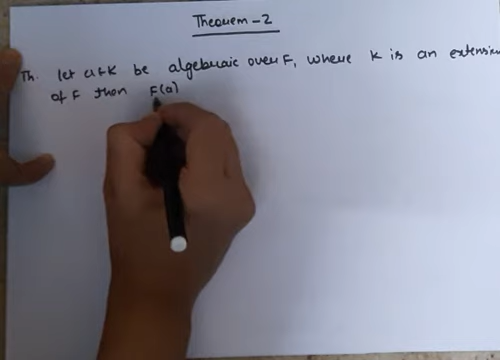 Theorem-2
Th. let a ∈ K be algebraic over F, where K is an extension
of F then F(a)